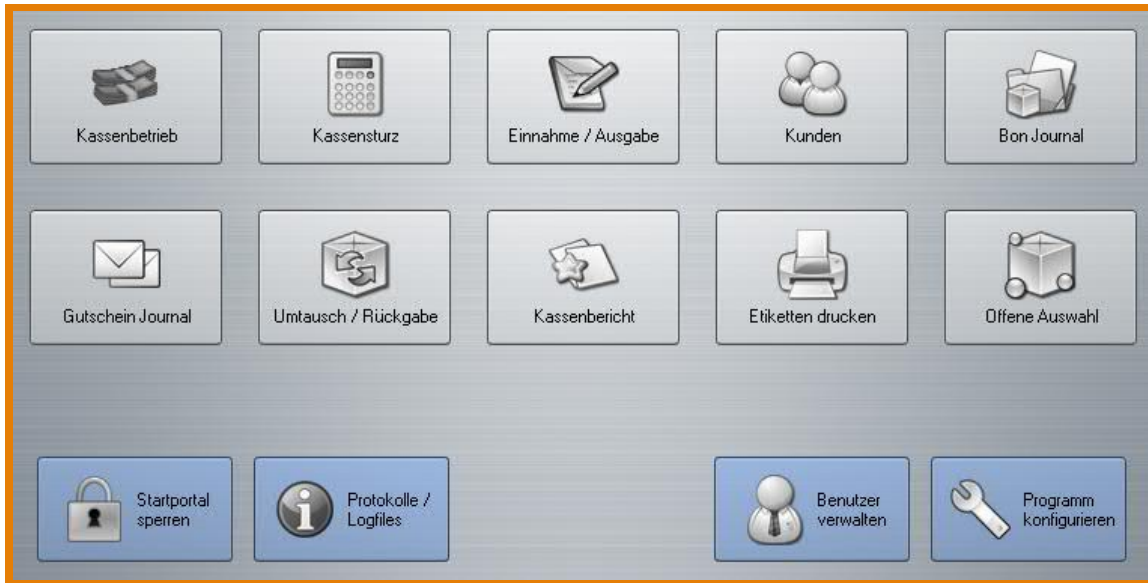 Kassenbetrieb
Kassensturz
Einnahme / Ausgabe
Kunden
Bon Journal
Gutschein Journal
Umtausch / Rückgabe
Kassenbericht
Etiketten drucken
Offene Auswahl
Startportal
sperren
Protokolle /
Logfiles
Benutzer
verwalten
Programm
konfigurieren